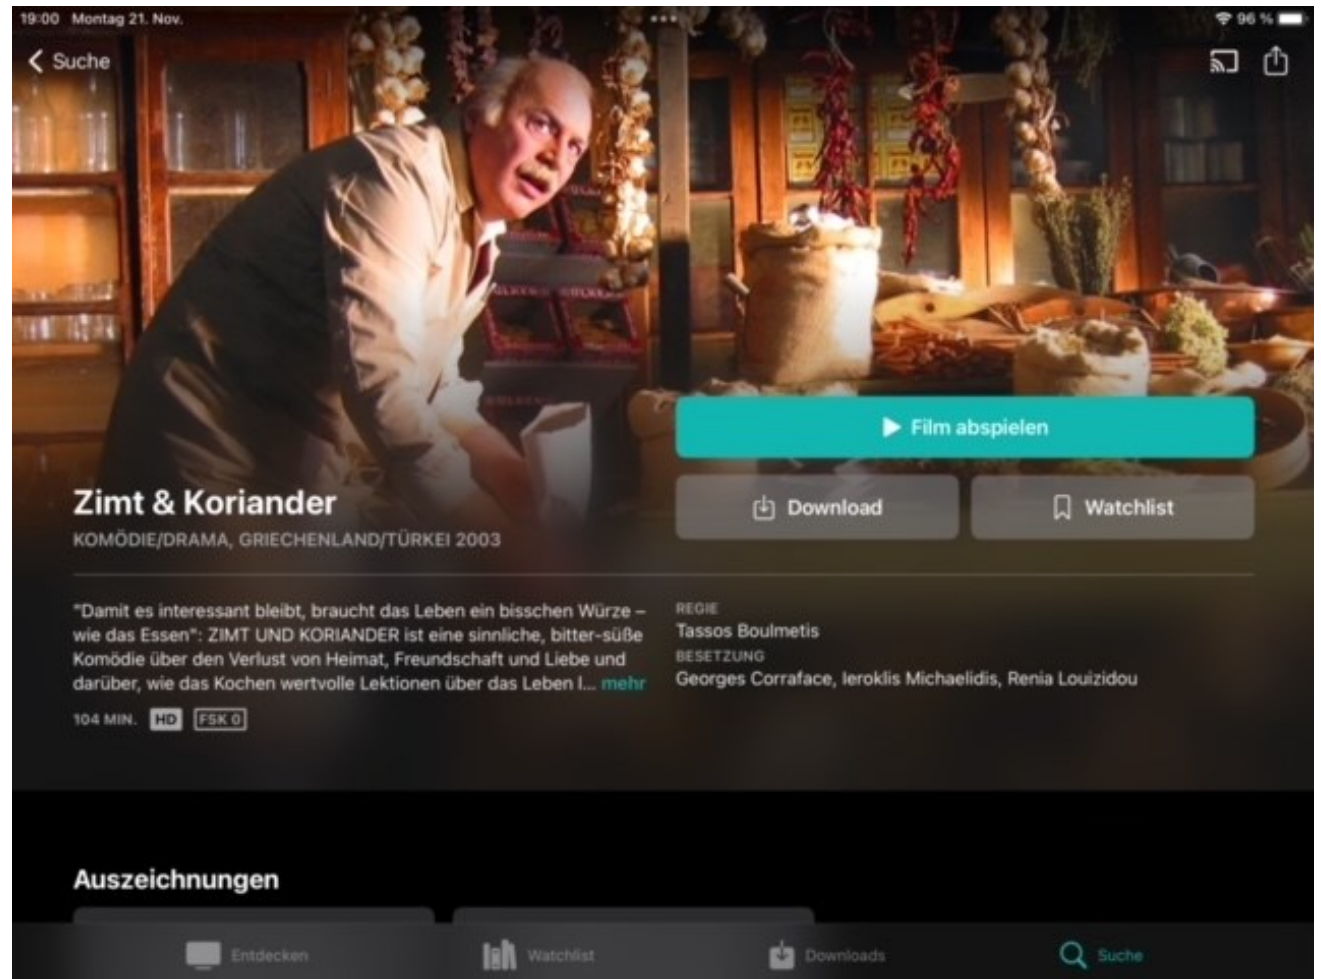 19:00 Montag 21. Nov.
96 %
Suche
Film abspielen
Zimt & Koriander
Download
Watchlist
KOMÖDIE/DRAMA, GRIECHENLAND/TÜRKEI 2003
"Damit es interessant bleibt, braucht das Leben ein bisschen Würze –
wie das Essen": ZIMT UND KORIANDER ist eine sinnliche, bitter-süße
Komödie über den Verlust von Heimat, Freundschaft und Liebe und
darüber, wie das Kochen wertvolle Lektionen über das Leben l... mehr
104 MIN. HD FSK 0
REGIE
Tassos Boulmetis
BESETZUNG
Georges Corraface, Ieroklis Michaelidis, Renia Louizidou
Auszeichnungen
Entdecken
Watchlist
Downloads
Suche